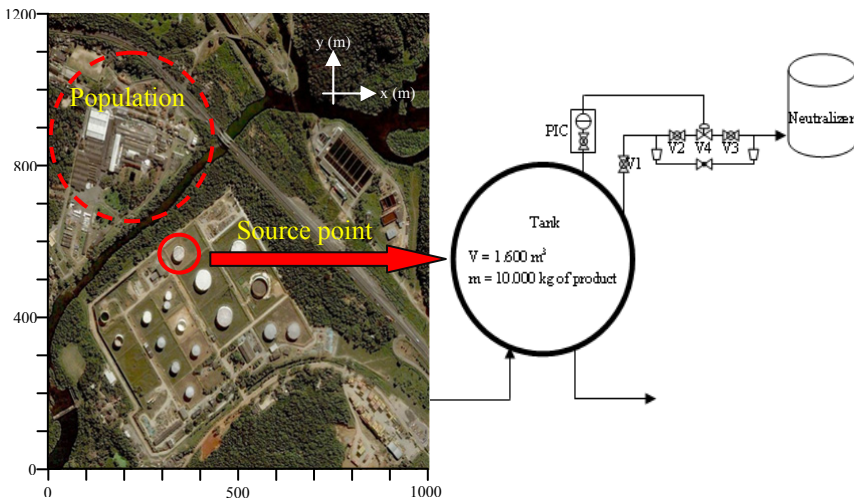 1200
800
400
0
0
500
1000
y (m)
x (m)
Population
Source point
PIC
V1
V2
V4
V3
Neutralizer
Tank
V = 1.600 m³
m = 10.000 kg of product